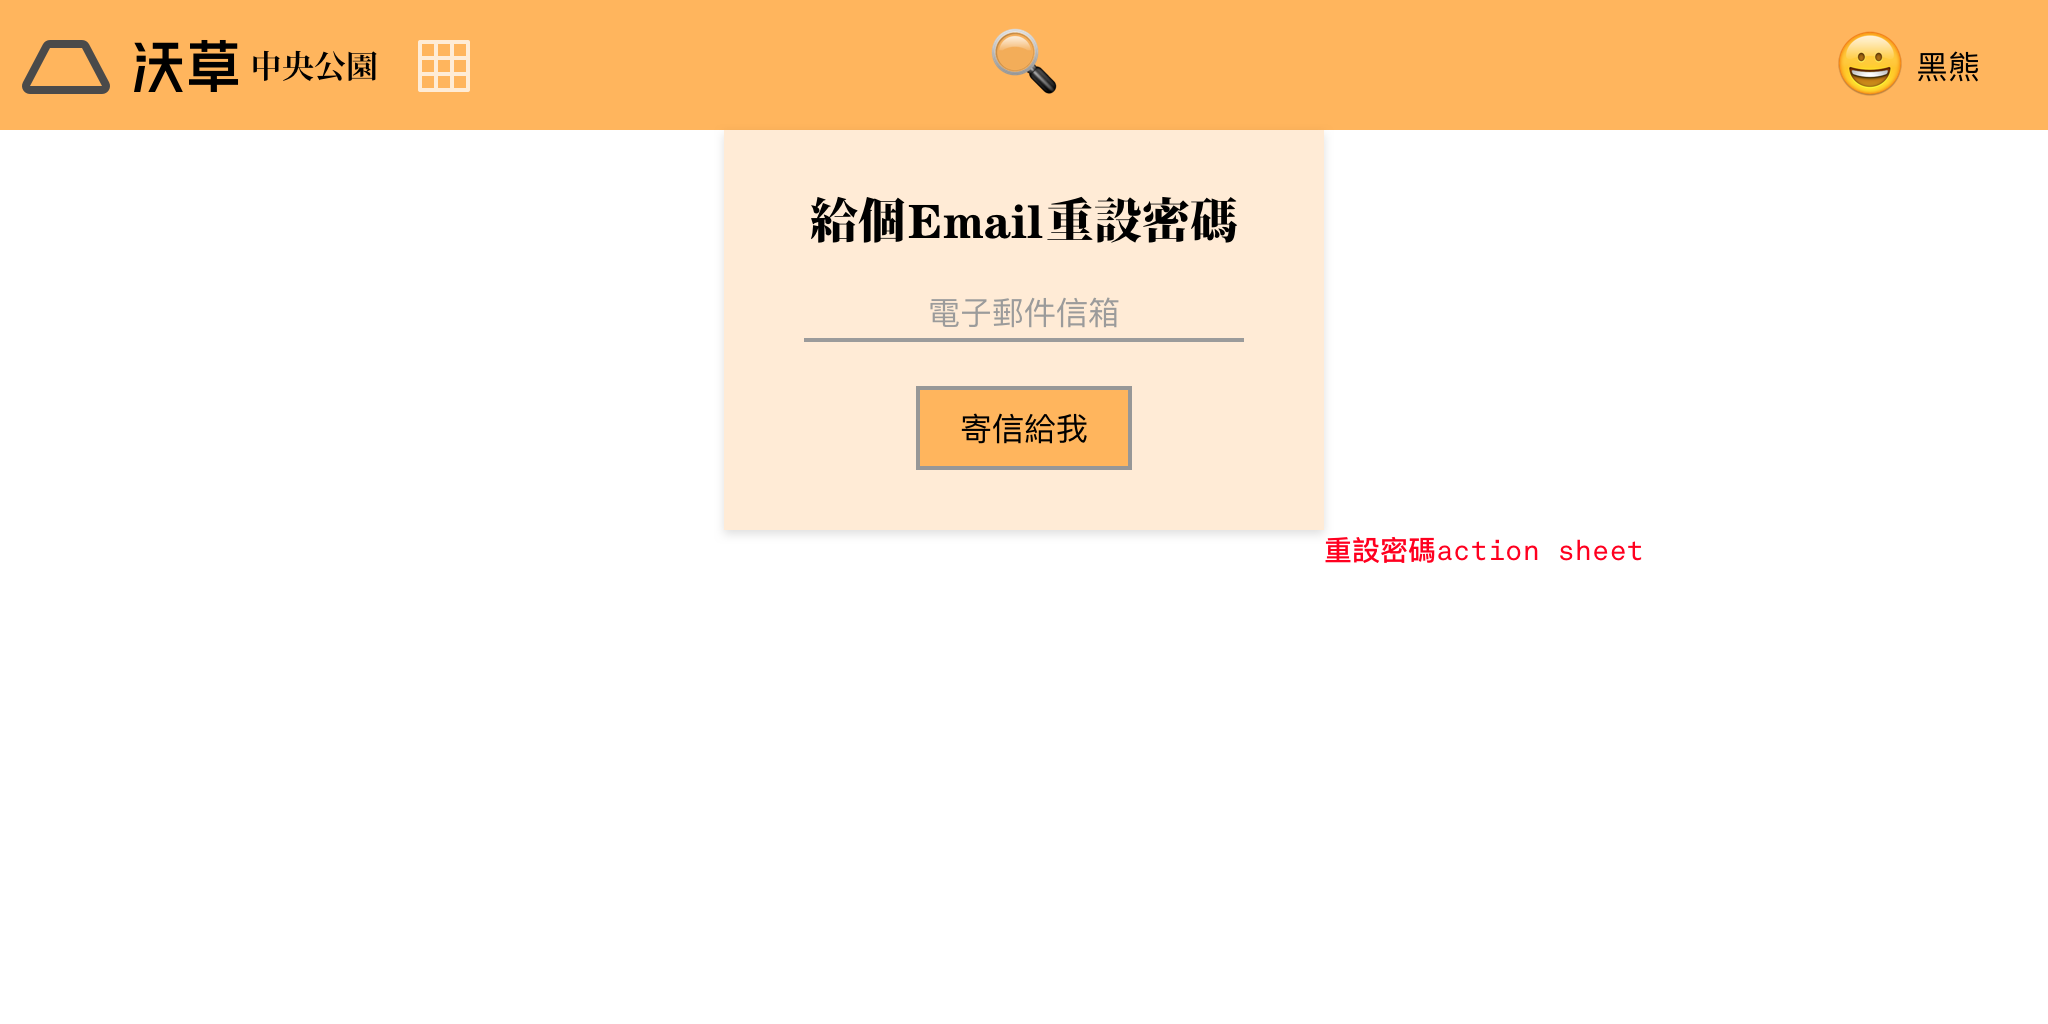 沃草 中央公園
黑熊
給個Email重設密碼
電子郵件信箱
寄信給我
重設密碼action sheet